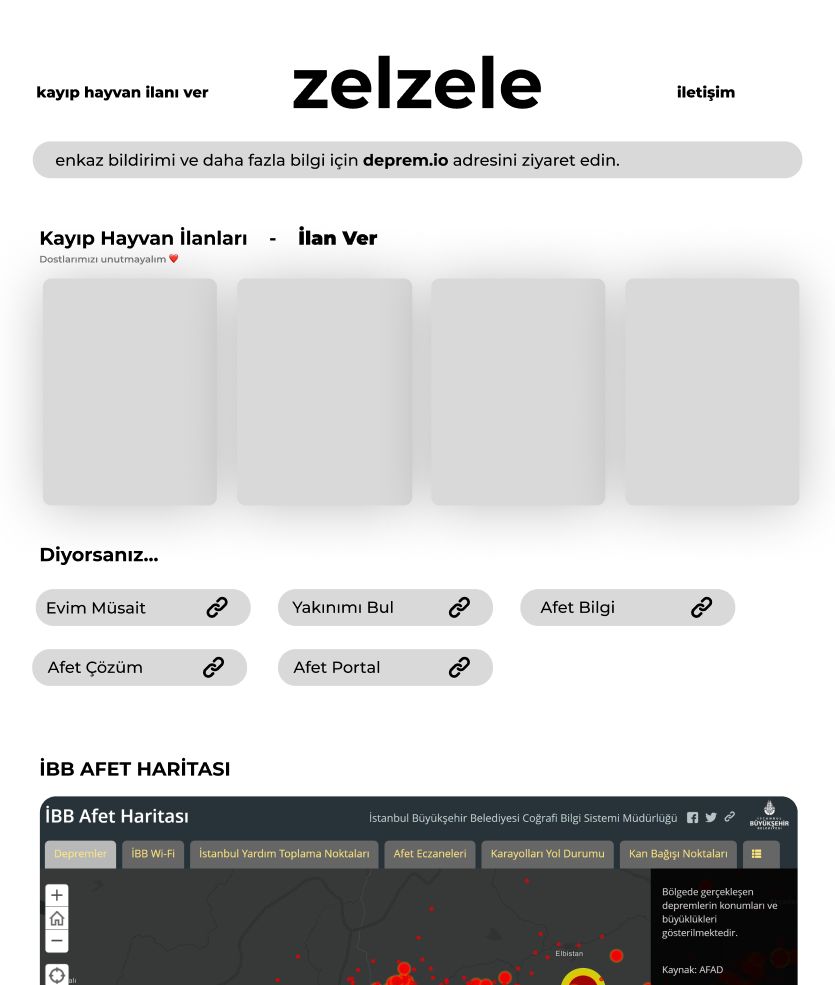 kayıp hayvan ilanı ver
zelzele
iletişim
enkaz bildirimi ve daha fazla bilgi için deprem.io adresini ziyaret edin.
Kayıp Hayvan İlanları - İlan Ver
Dostlarımızı unutmayalım ❤️
Diyorsanız...
Evim Müsait
Yakınımı Bul
Afet Bilgi
Afet Çözüm
Afet Portal
İBB AFET HARİTASI
İBB Afet Haritası
İstanbul Büyükşehir Belediyesi Coğrafi Bilgi Sistemi Müdürlüğü
İSTANBUL
BÜYÜKŞEHİR
BELEDİYESİ
Depremler
İBB Wi-Fi
İstanbul Yardım Toplama Noktaları
Afet Eczaneleri
Karayolları Yol Durumu
Kan Bağışı Noktaları
Bölgede gerçekleşen
depremlerin konumları ve
büyüklükleri
gösterilmektedir.
Elbistan
Kaynak: AFAD